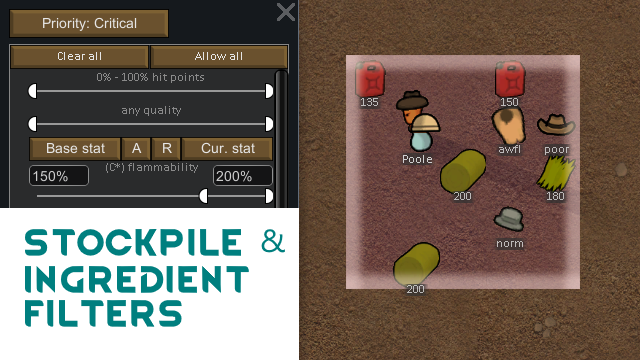 Priority: Critical
Clear all
Allow all
0% - 100% hit points
any quality
Base stat
A
R
Cur. stat
(C*) flammability
150%
200%
STOCKPILE &
INGREDIENT
FILTERS
135
150
Poole
awfl
poor
200
180
norm
200